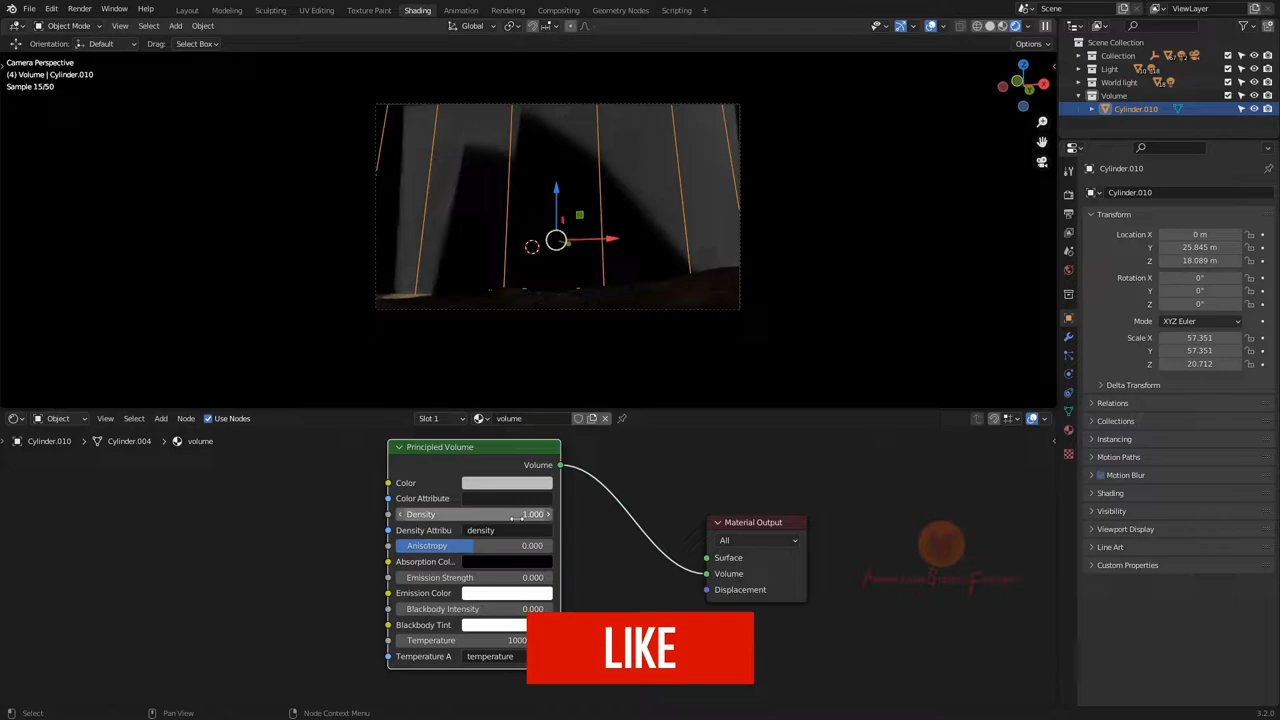 File Edit Render Window Help Layout Modeling Sculpting UV Editing Texture Paint Shading Animation Rendering Compositing Geometry Nodes Scripting Scene ViewLayer
Object Mode View Select Add Object Global
Orientation: Default Drag: Select Box Options
Camera Perspective
(4) Volume | Cylinder.010
Sample 15/50
Scene Collection
Collection
Light
World light
Volume
Cylinder.010
Cylinder.010
Cylinder.010
Transform
Location X 0 m
Y 25.845 m
Z 18.089 m
Rotation X 0°
Y 0°
Z 0°
Mode XYZ Euler
Scale X 57.351
Y 57.351
Z 20.712
Delta Transform
Relations
Collections
Instancing
Motion Paths
Motion Blur
Shading
Visibility
Viewport Display
Line Art
Custom Properties
Object View Select Add Node Use Nodes Slot 1 volume
Cylinder.010 Cylinder.004 volume
Principled Volume
Volume
Color
Color Attribute
Density 1.000
Density Attribu density
Anisotropy 0.000
Absorption Col..
Emission Strength 0.000
Emission Color
Blackbody Intensity 0.000
Blackbody Tint
Temperature 1000
Temperature A temperature
Material Output
All
Surface
Volume
Displacement
LIKE
Select Pan View Node Context Menu 3.2.0